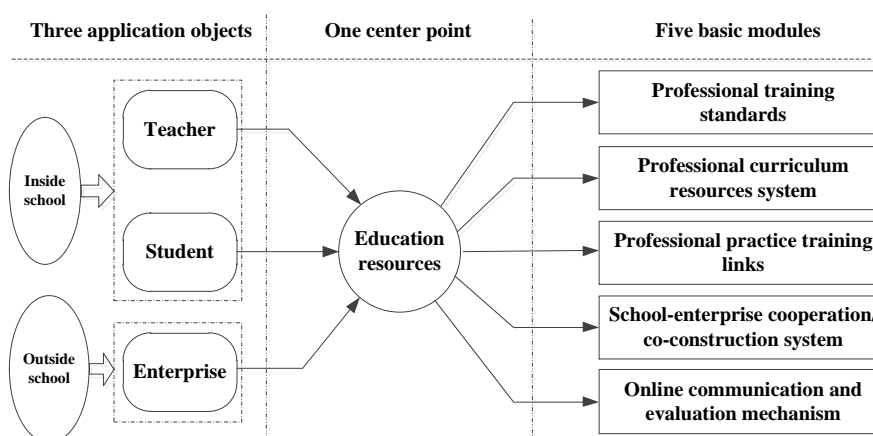 Three application objects
One center point
Five basic modules
Inside
school
Teacher
Student
Outside
school
Enterprise
Education
resources
Professional training
standards
Professional curriculum
resources system
Professional practice training
links
School-enterprise cooperation/
co-construction system
Online communication and
evaluation mechanism